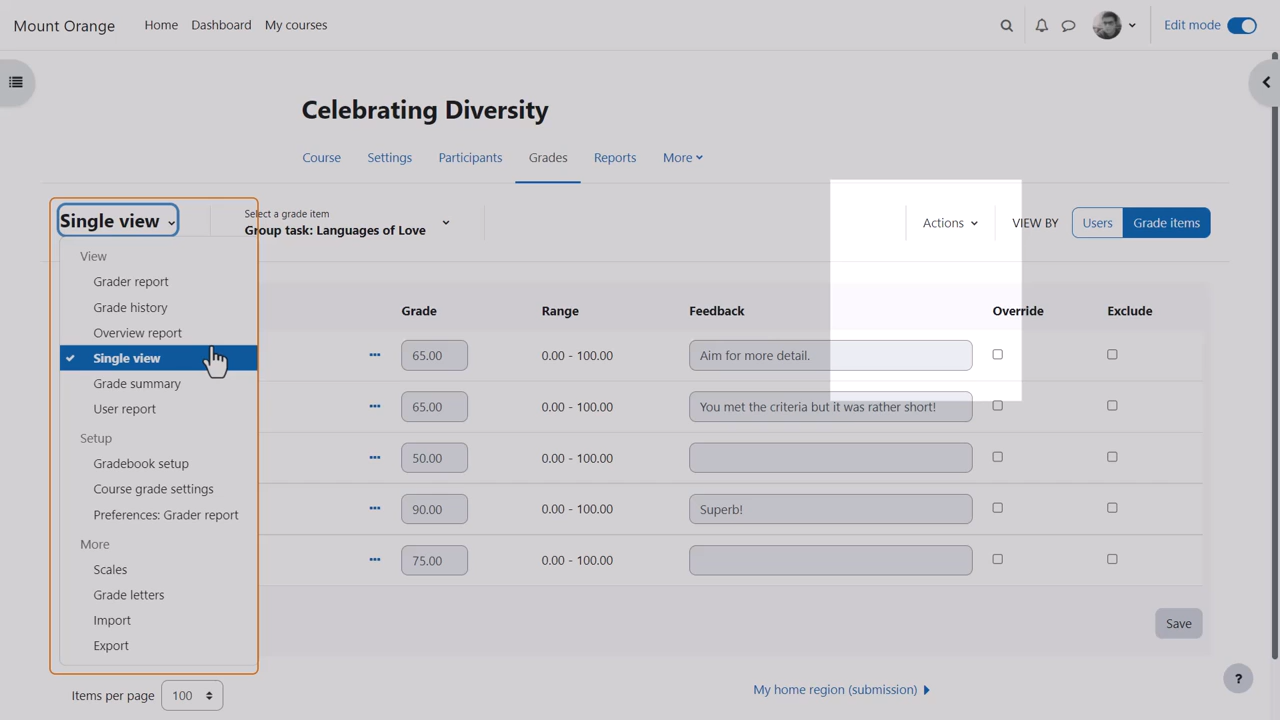 Mount Orange
Home
Dashboard
My courses
Edit mode
Celebrating Diversity
Course
Settings
Participants
Grades
Reports
More
Single view
Select a grade item
Group task: Languages of Love
Actions
VIEW BY
Users
Grade items
View
Grader report
Grade history
Overview report
Single view
Grade summary
User report
Setup
Gradebook setup
Course grade settings
Preferences: Grader report
More
Scales
Grade letters
Import
Export
Grade
Range
Feedback
Override
Exclude
65.00
0.00 - 100.00
Aim for more detail.
65.00
0.00 - 100.00
You met the criteria but it was rather short!
50.00
0.00 - 100.00
90.00
0.00 - 100.00
Superb!
75.00
0.00 - 100.00
Save
Items per page
100
My home region (submission)
?